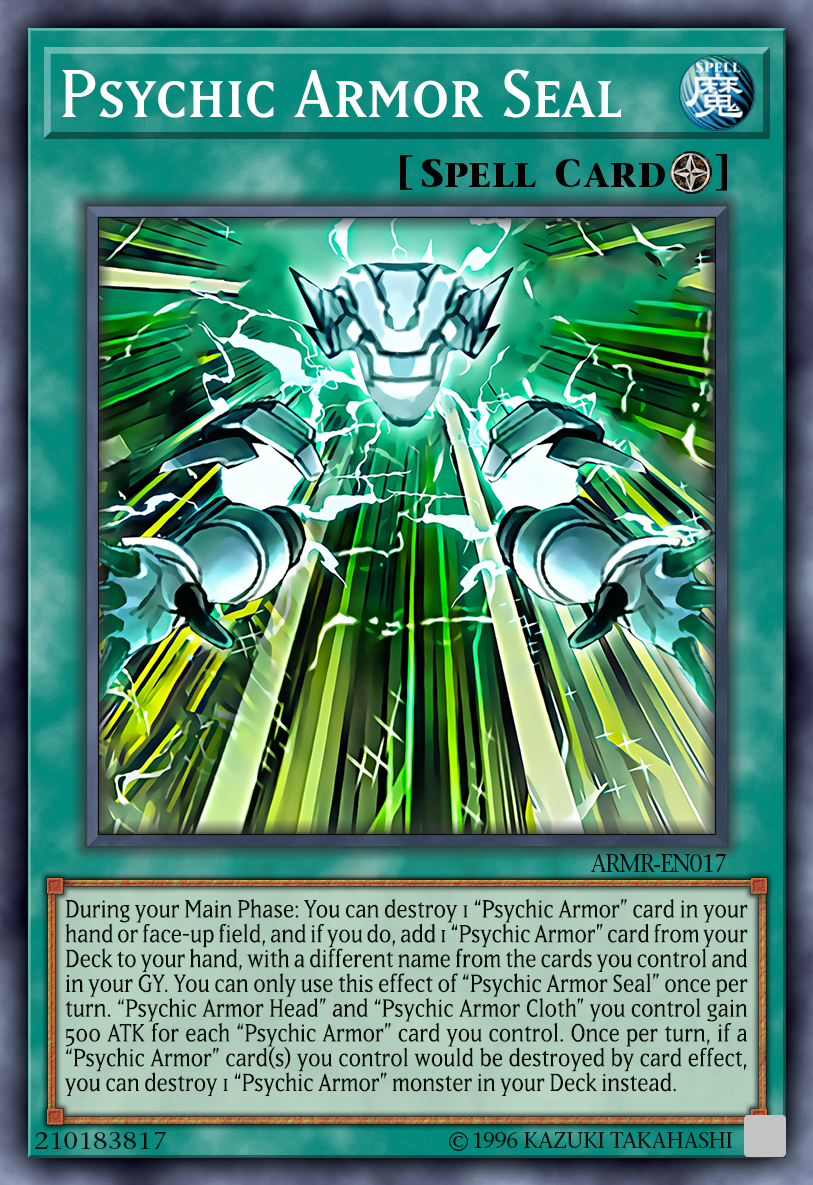 Psychic Armor Seal
SPELL
魔
[Spell Card]
ARMR-EN017
During your Main Phase: You can destroy 1 “Psychic Armor” card in your
hand or face-up field, and if you do, add 1 “Psychic Armor” card from your
Deck to your hand, with a different name from the cards you control and
in your GY. You can only use this effect of “Psychic Armor Seal” once per
turn. “Psychic Armor Head” and “Psychic Armor Cloth” you control gain
500 ATK for each “Psychic Armor” card you control. Once per turn, if a
“Psychic Armor” card(s) you control would be destroyed by card effect,
you can destroy 1 “Psychic Armor” monster in your Deck instead.
210183817
© 1996 KAZUKI TAKAHASHI